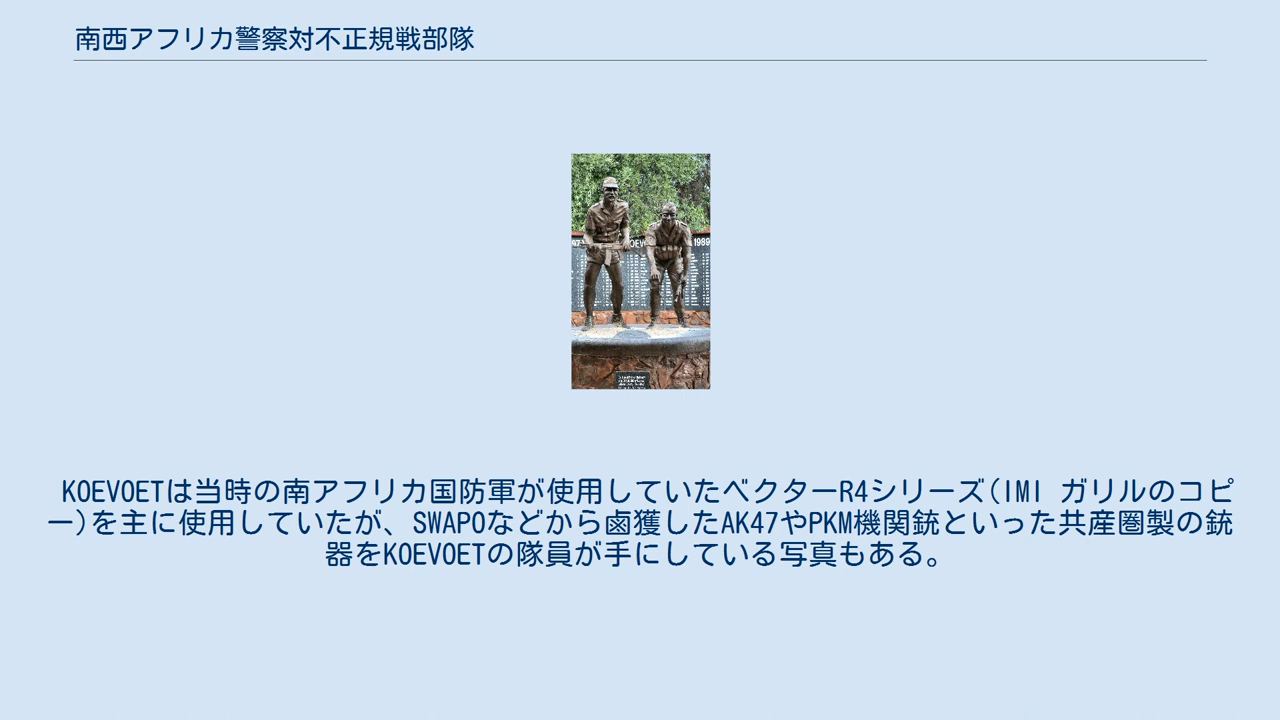 南西アフリカ警察対不正規戦部隊
1989
KOEVOETは当時の南アフリカ国防軍が使用していたベクターR4シリーズ(IMI ガリルのコピ
ー)を主に使用していたが、SWAPOなどから鹵獲したAK47やPKM機関銃といった共産圏製の銃
器をKOEVOETの隊員が手にしている写真もある。